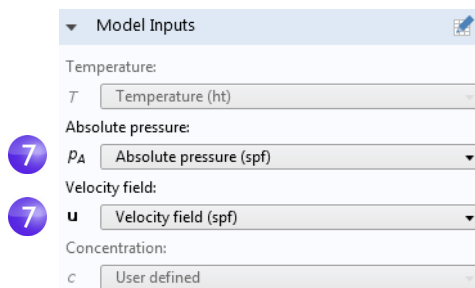 Model Inputs
Temperature:
T Temperature (ht)
Absolute pressure:
7 pA Absolute pressure (spf)
Velocity field:
7 u Velocity field (spf)
Concentration:
c User defined